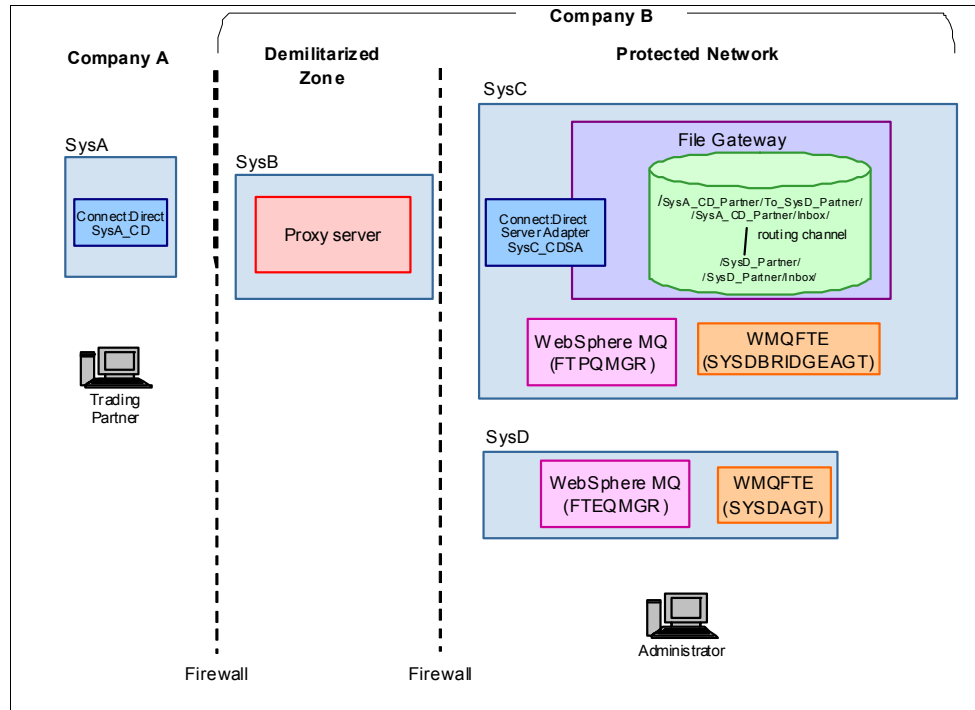 Company B
Company A
Demilitarized
Zone
Protected Network
SysA
Connect:Direct
SysA_CD
Trading
Partner
SysB
Proxy server
SysC
File Gateway
Connect:Direct
Server Adapter
SysC_CDSA
/SysA_CD_Partner/To_SysD_Partner/
/SysA_CD_Partner/Inbox/
routing channel
/SysD_Partner/
/SysD_Partner/Inbox/
WebSphere MQ
(FTPQMGR)
WMQFTE
(SYSDBRIDGEAGT)
SysD
WebSphere MQ
(FTEQMGR)
WMQFTE
(SYSDAGT)
Administrator
Firewall
Firewall